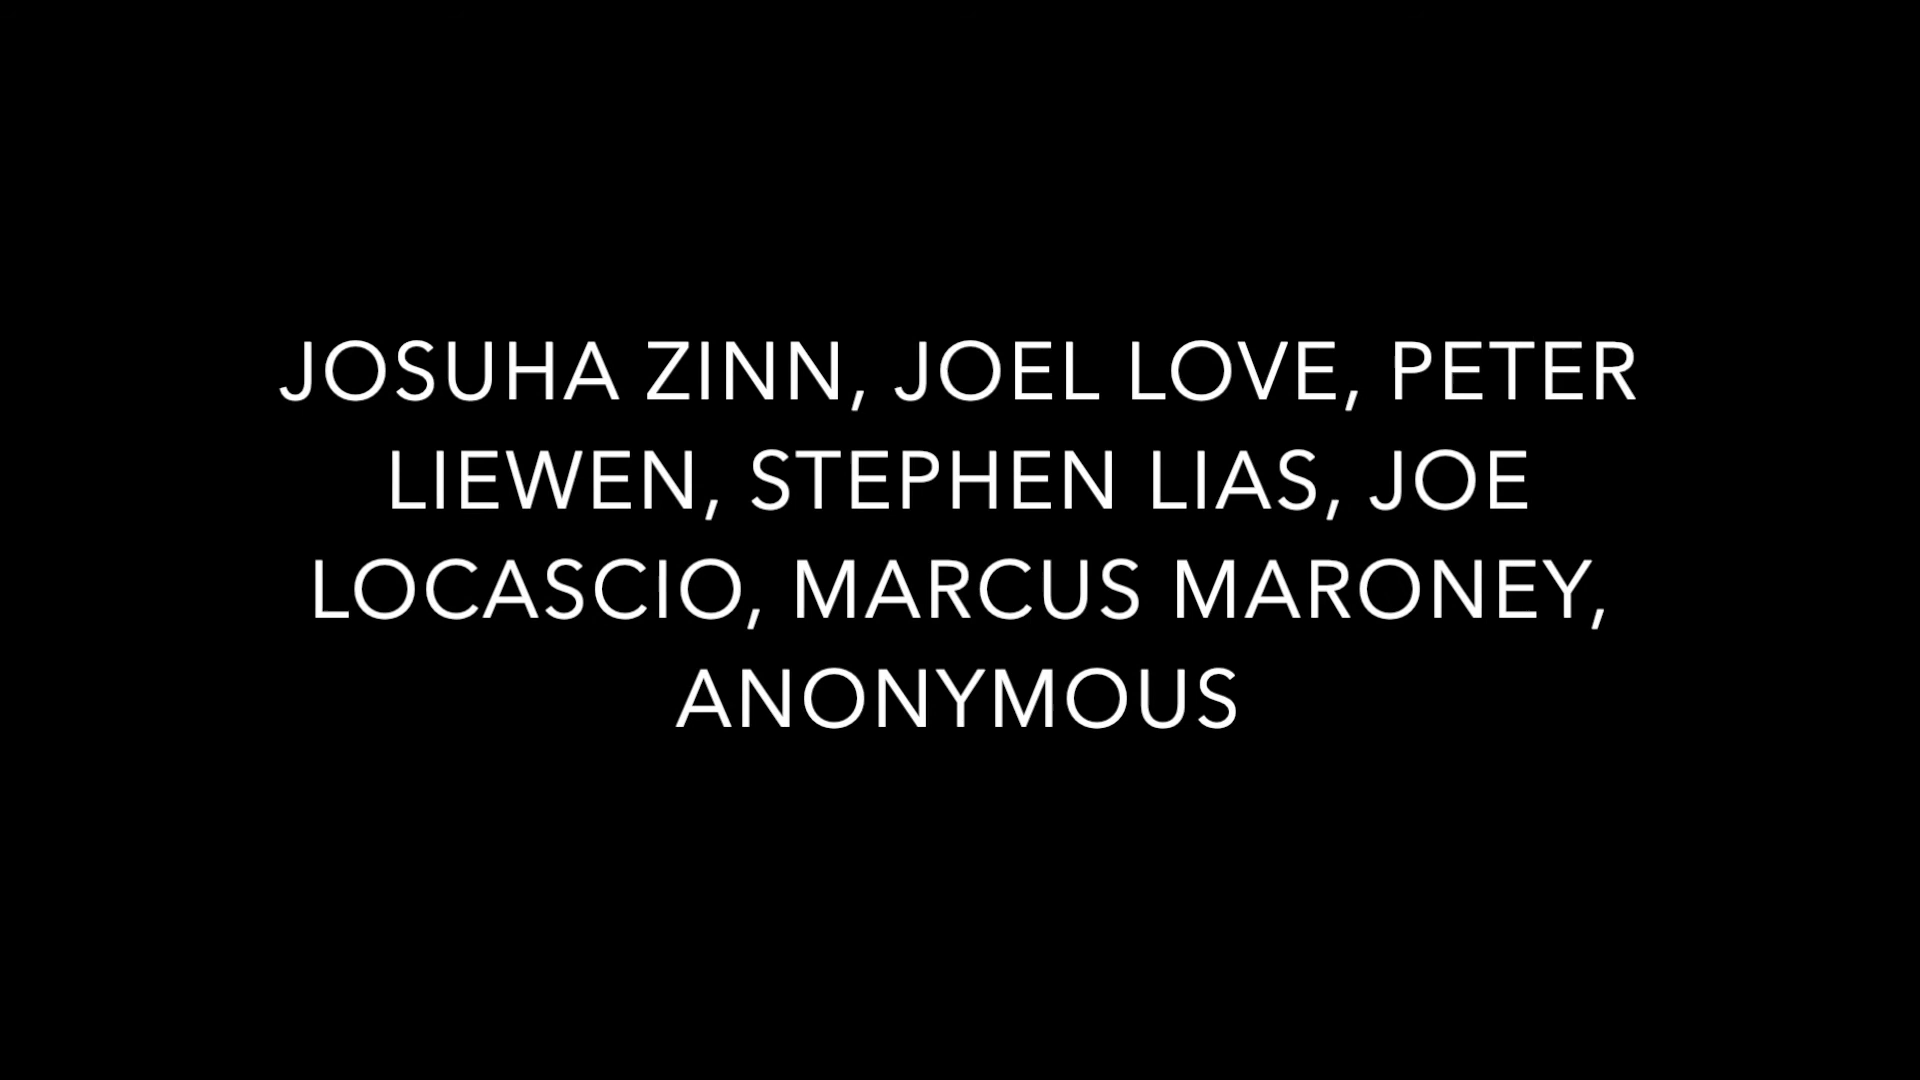 JOSUHA ZINN, JOEL LOVE, PETER
LIEWEN, STEPHEN LIAS, JOE
LOCASCIO, MARCUS MARONEY,
ANONYMOUS